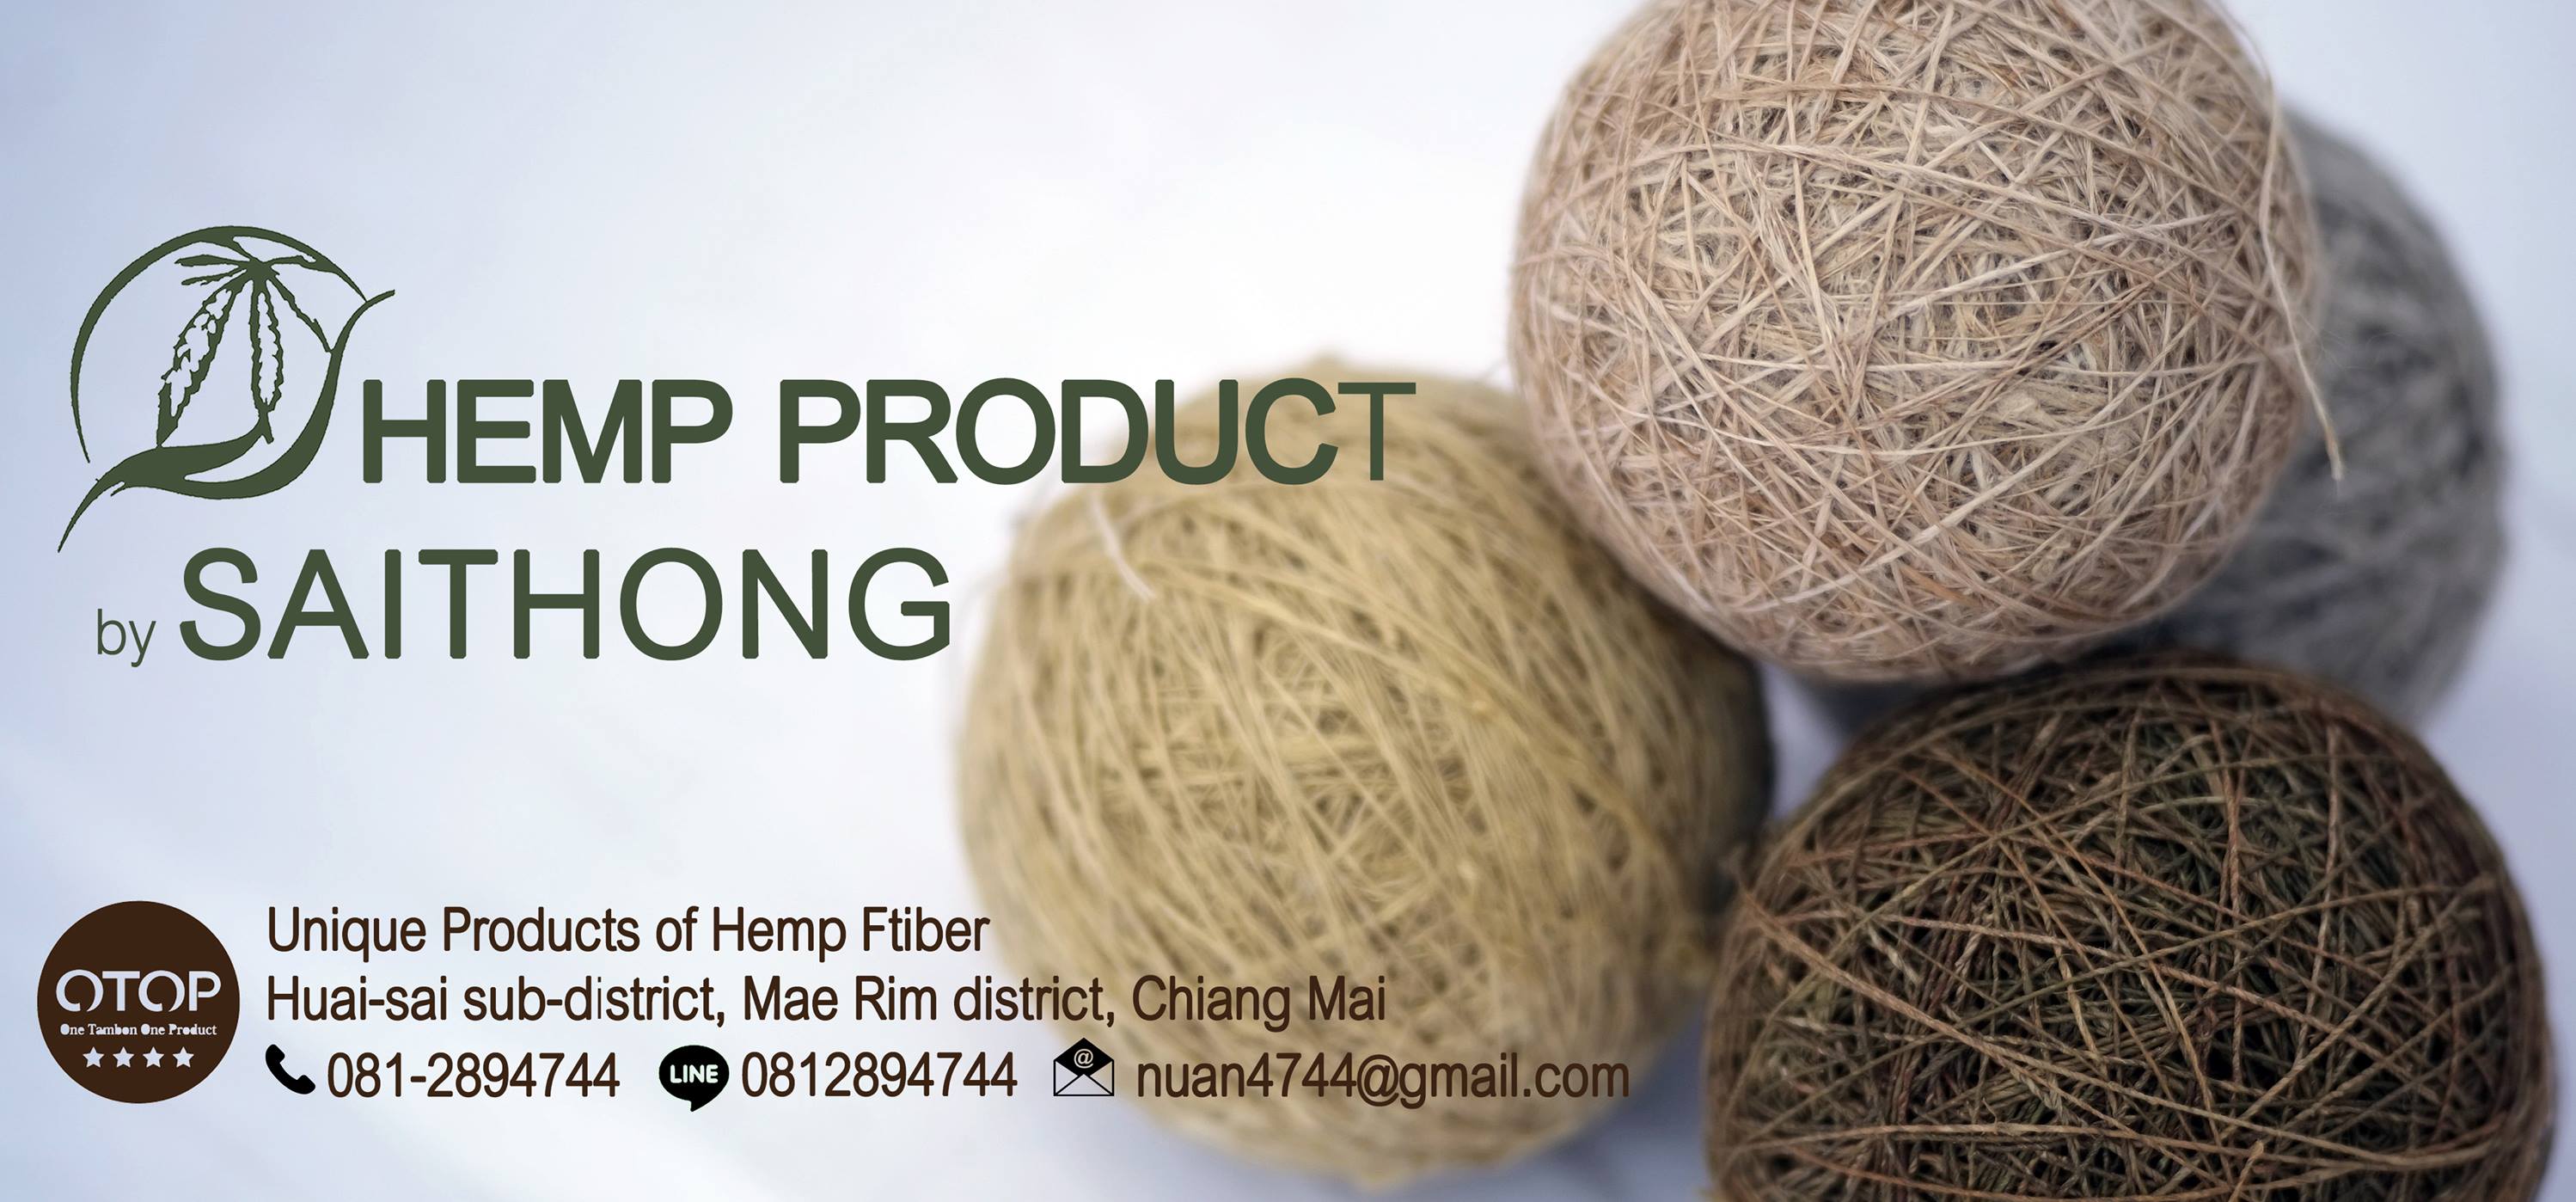 HEMP PRODUCT
by SAITHONG
Unique Products of Hemp Ftiber
Huai-sai sub-district, Mae Rim district, Chiang Mai
OTOP
One Tambon One Product
081-2894744 LINE 0812894744 @ nuan4744@gmail.com